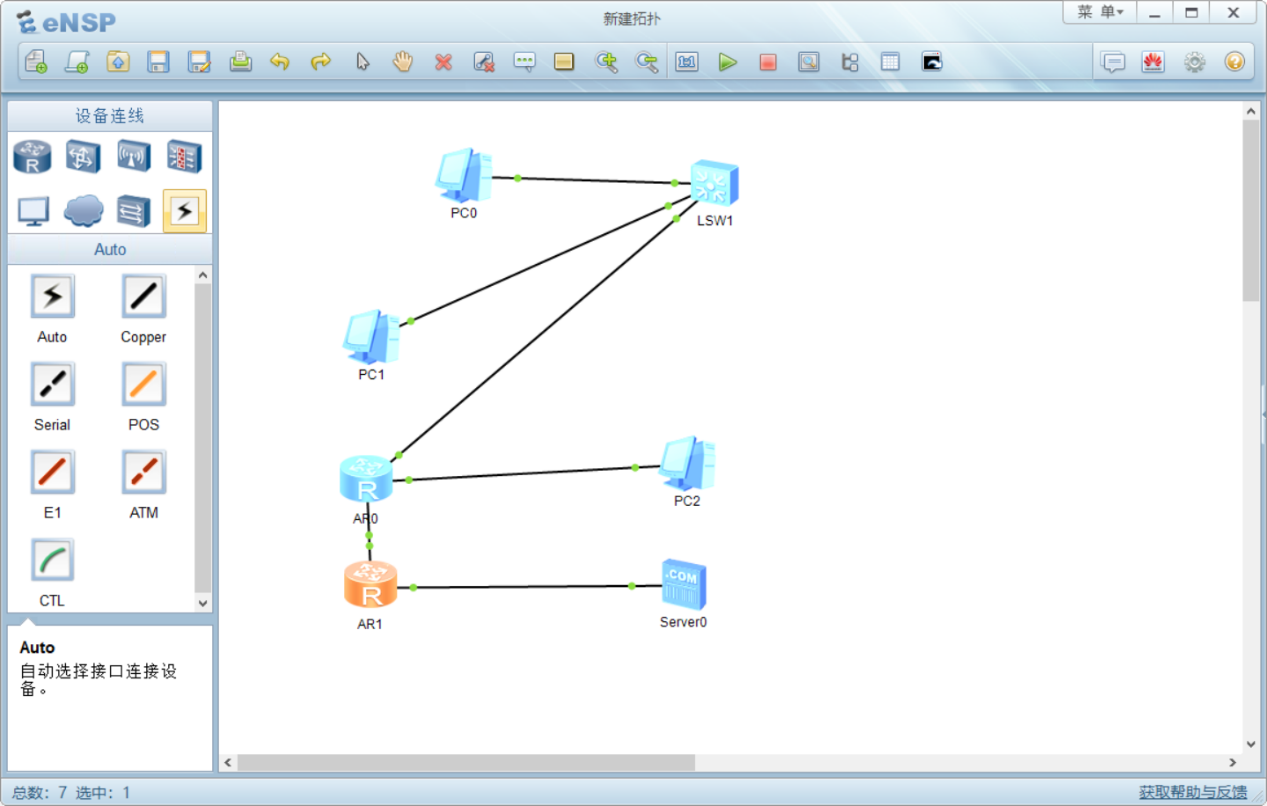 eNSP
新建拓扑
菜 单
设备连线
R
Auto
Auto
Copper
Serial
POS
E1
ATM
CTL
Auto
自动选择接口连接设
备。
PC0
LSW1
PC1
R
AR0
PC2
R
AR1
.COM
Server0
总数: 7 选中: 1
获取帮助与反馈